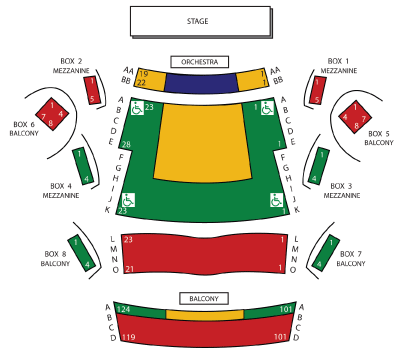 STAGE
ORCHESTRA
AA 19 1 AA
BB 22 1 BB
BOX 2
MEZZANINE
1
5
BOX 1
MEZZANINE
1
5
BOX 6
BALCONY
1
7 4
8
BOX 5
BALCONY
1
4 7
8
A 23 1 A
B B
C C
D D
E 28 1 E
F F
G G
H H
I I
J J
K 23 1 K
BOX 4
MEZZANINE
1
4
BOX 3
MEZZANINE
1
4
L 23 1 L
M M
N N
O 21 1 O
BOX 8
BALCONY
1
4
BOX 7
BALCONY
1
4
BALCONY
A 124 101 A
B B
C C
D 119 101 D